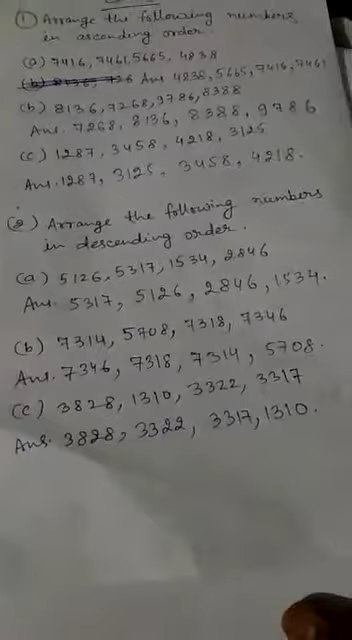 ① Arrange the following numbers
in ascending order.
(a) 7416, 7461, 5665, 4838
Ans 4838, 5665, 7416, 7461
(b) 8136, 7268, 9786, 8388
Ans. 7268, 8136, 8388, 9786
(c) 1287, 3458, 4218, 3125
Ans. 1287, 3125, 3458, 4218.
(2) Arrange the following numbers
in descending order.
(a) 5126, 5317, 1534, 2846
Ans. 5317, 5126, 2846, 1534.
(b) 7314, 5708, 7318, 7346
Ans. 7346, 7318, 7314, 5708.
(c) 3828, 1310, 3322, 3317
Ans. 3828, 3322, 3317, 1310.